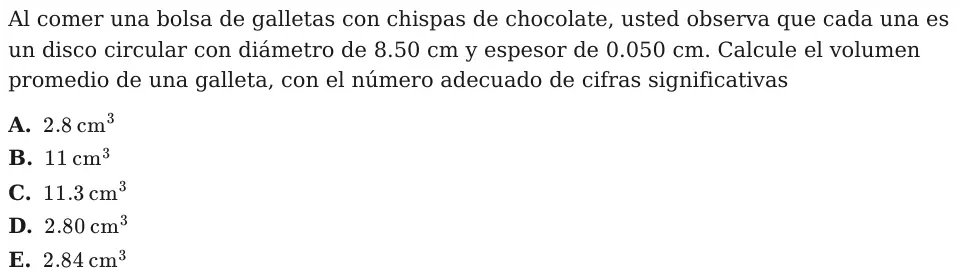 Al comer una bolsa de galletas con chispas de chocolate, usted observa que cada una es
un disco circular con diámetro de 8.50 cm y espesor de 0.050 cm. Calcule el volumen
promedio de una galleta, con el número adecuado de cifras significativas
A. 2.8 cm³
B. 11 cm³
C. 11.3 cm³
D. 2.80 cm³
E. 2.84 cm³